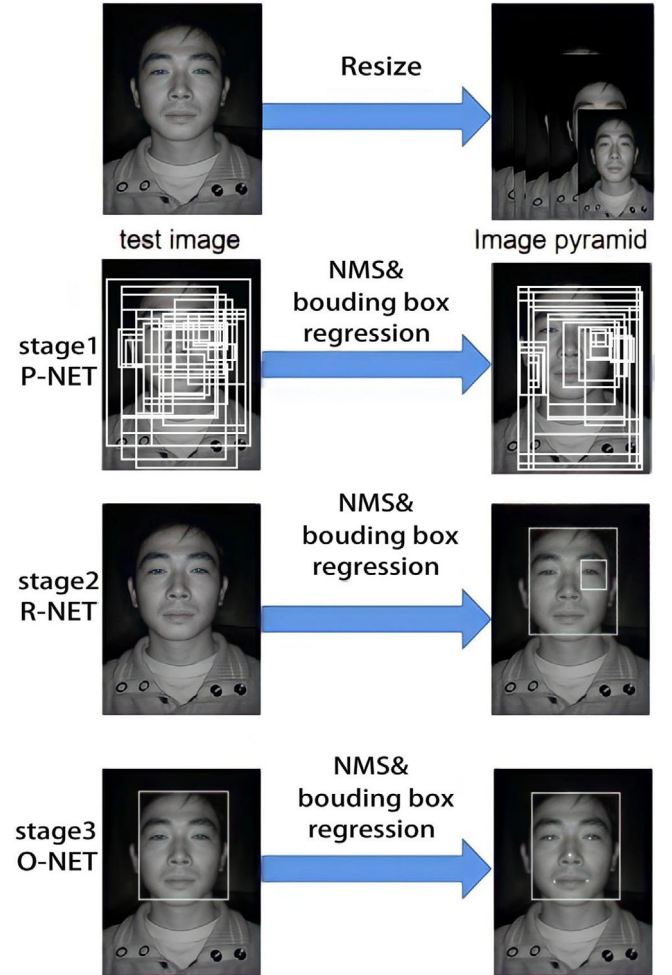 Resize
test image
Image pyramid
NMS&
bouding box
regression
stage1
P-NET
NMS&
bouding box
regression
stage2
R-NET
NMS&
bouding box
regression
stage3
O-NET